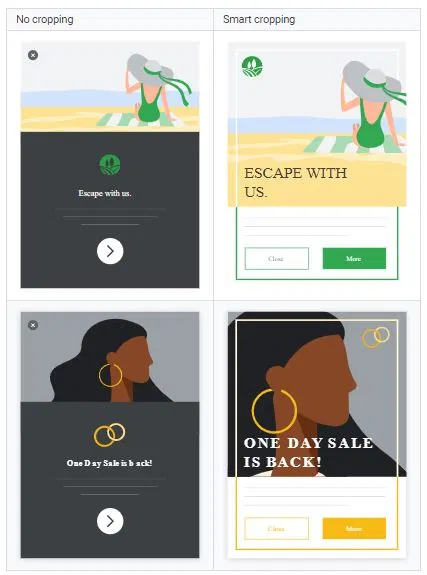 No cropping
Smart cropping
Escape with us.
ESCAPE WITH
US.
Close
More
One Day Sale is back!
ONE DAY SALE
IS BACK!
Close
More